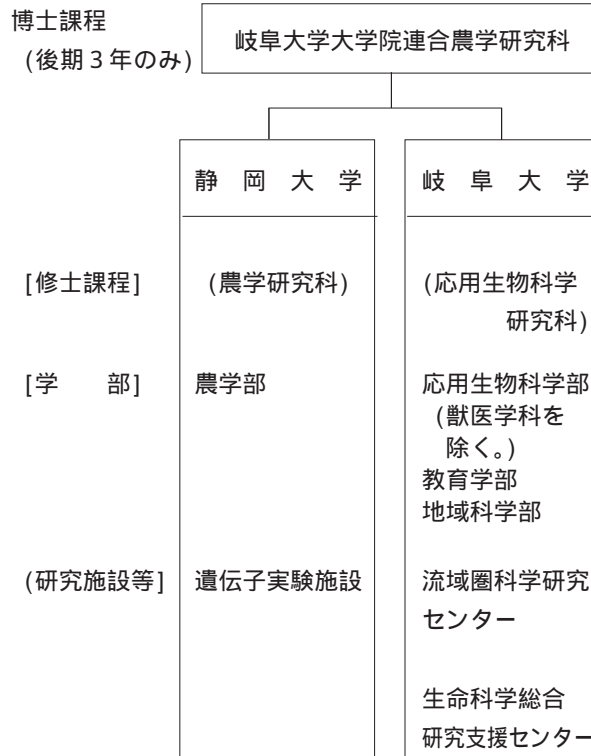 博士課程
(後期3年のみ)
岐阜大学大学院連合農学研究科
静岡大学
岐阜大学
[修士課程]
(農学研究科)
(応用生物科学
研究科)
[学　部]
農学部
応用生物科学部
(獣医学科を
除く。)
教育学部
地域科学部
(研究施設等]
遺伝子実験施設
流域圏科学研究
センター
生命科学総合
研究支援センター